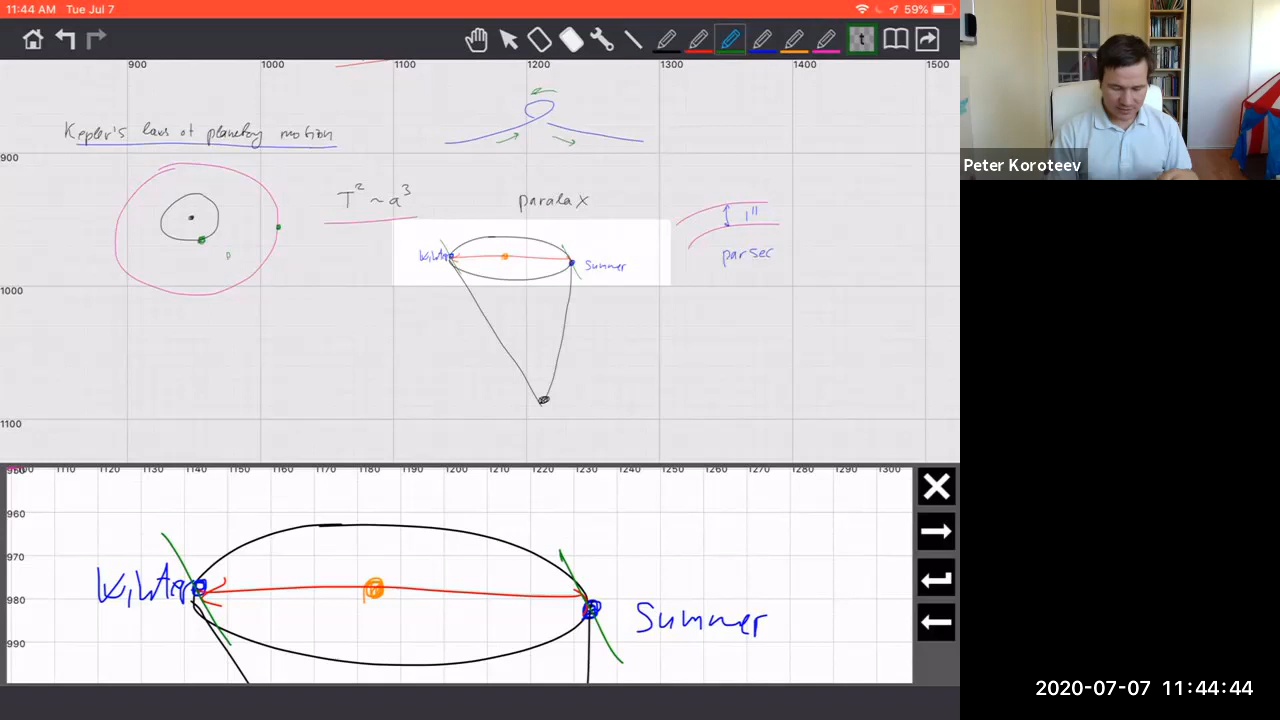 11:44 AM Tue Jul 7
59%
t
900 1000 1100 1200 1300 1400 1500
Kepler's laws of planetary motion
900
T² ~ a³
paralax
1"
parsec
Winter
Summer
1000
1100
1110 1120 1130 1140 1150 1160 1170 1180 1190 1200 1210 1220 1230 1240 1250 1260 1270 1280 1290 1300
960
970
980
990
Winter
Summer
Peter Koroteev
2020-07-07 11:44:44